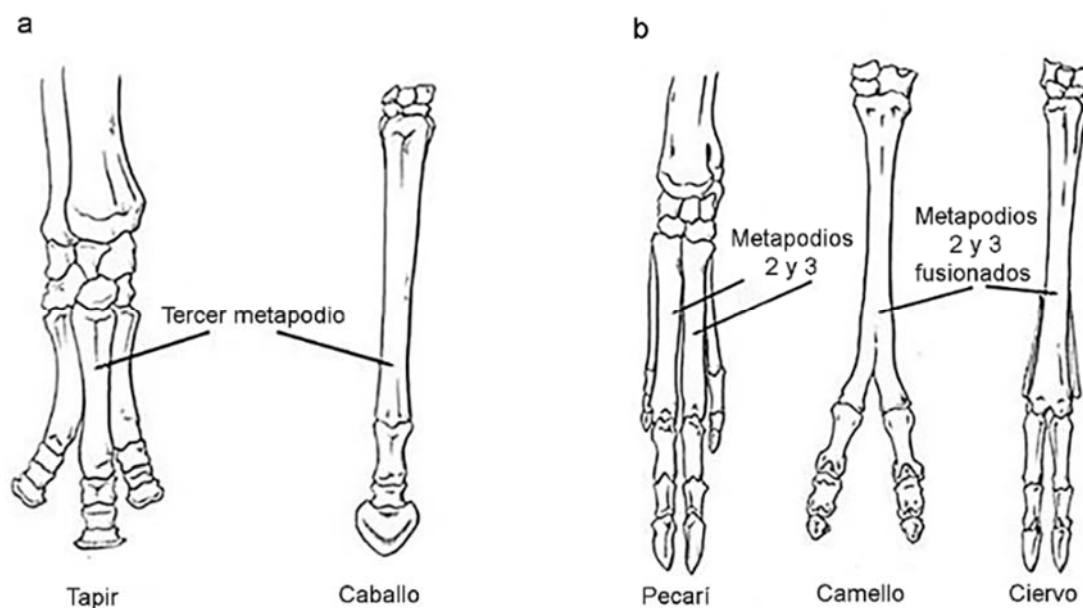 a
Tercer metapodio
Tapir
Caballo
b
Metapodios
2 y 3
Metapodios
2 y 3
fusionados
Pecarí
Camello
Ciervo